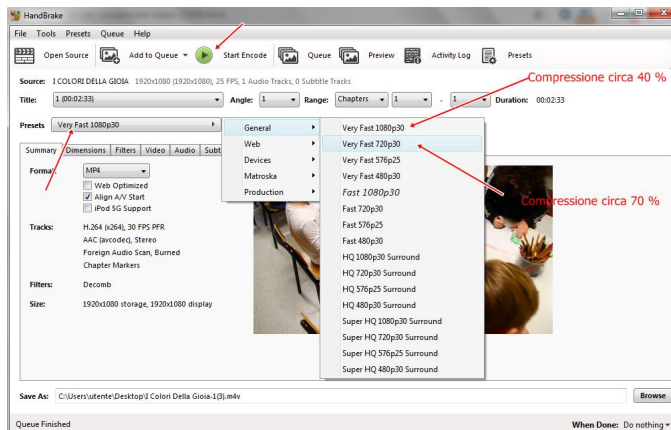 HandBrake
File Tools Presets Queue Help
Open Source Add to Queue Start Encode Queue Preview Activity Log Presets
Source: I COLORI DELLA GIOIA 1920x1080 (1920x1080), 25 FPS, 1 Audio Tracks, 0 Subtitle Tracks
Compressione circa 40 %
Title: 1 (00:02:33) Angle: 1 Range: Chapters 1 - 1 Duration: 00:02:33
Presets Very Fast 1080p30
General
Web
Devices
Matroska
Production
Very Fast 1080p30
Very Fast 720p30
Very Fast 576p25
Very Fast 480p30
Fast 1080p30
Fast 720p30
Fast 576p25
Fast 480p30
HQ 1080p30 Surround
HQ 720p30 Surround
HQ 576p25 Surround
HQ 480p30 Surround
Super HQ 1080p30 Surround
Super HQ 720p30 Surround
Super HQ 576p25 Surround
Super HQ 480p30 Surround
Compressione circa 70 %
Summary Dimensions Filters Video Audio Subt
Format: MP4
Web Optimized
Align A/V Start
iPod 5G Support
Tracks: H.264 (x264), 30 FPS PFR
AAC (avcodec), Stereo
Foreign Audio Scan, Burned
Chapter Markers
Filters: Decomb
Size: 1920x1080 storage, 1920x1080 display
Save As: C:\Users\utente\Desktop\I Colori Della Gioia-1(3).m4v Browse
Queue Finished When Done: Do nothing